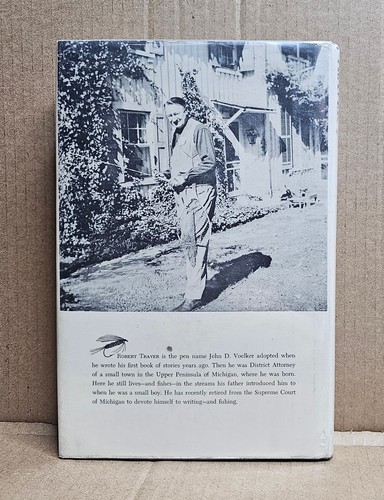 ROBERT TRAVER is the pen name John D. Voelker adopted when
he wrote his first book of stories years ago. Then he was District Attorney
of a small town in the Upper Peninsula of Michigan, where he was born.
Here he still lives—and fishes—in the streams his father introduced him to
when he was a small boy. He has recently retired from the Supreme Court
of Michigan to devote himself to writing—and fishing.